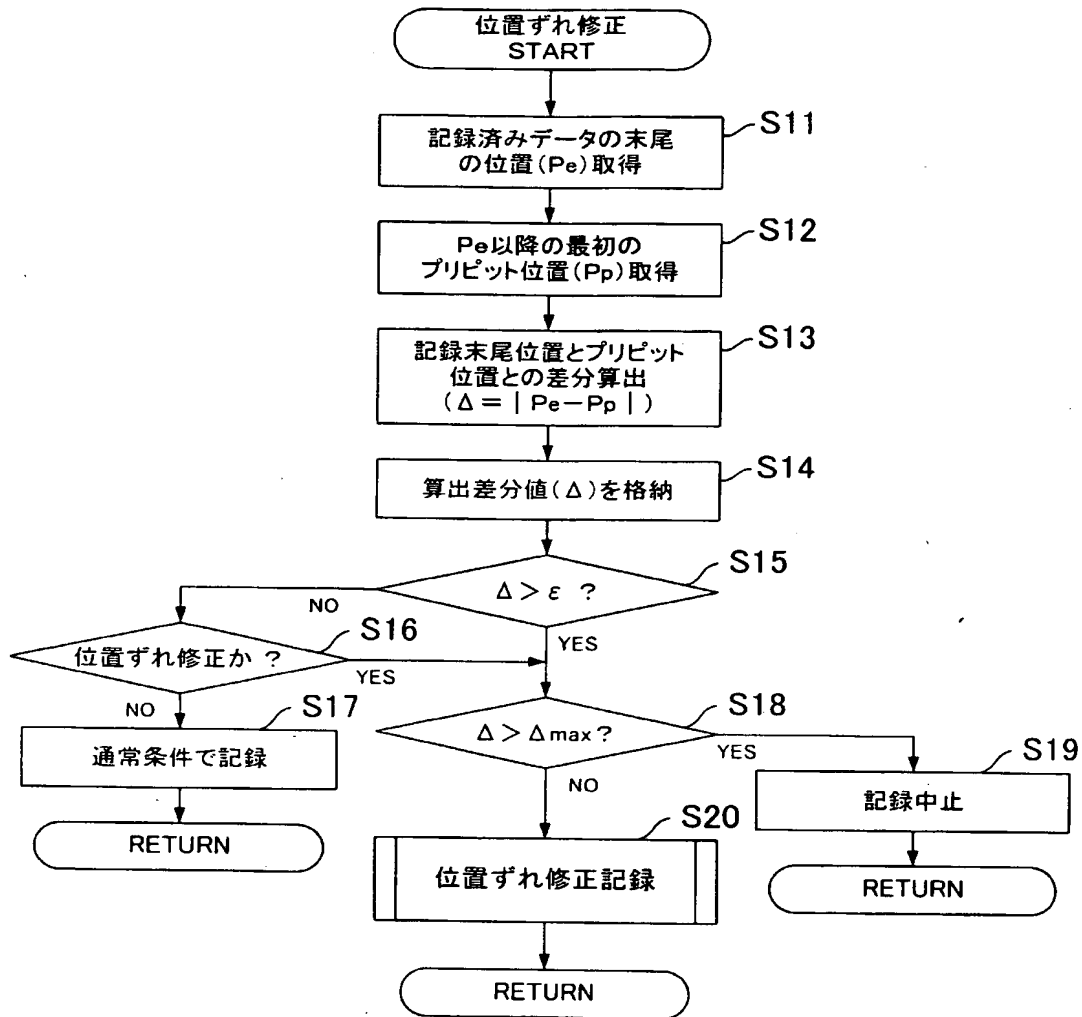 位置ずれ修正
START
S11
記録済みデータの末尾
の位置(Pe)取得
S12
Pe以降の最初の
プリピット位置(Pp)取得
S13
記録末尾位置とプリピット
位置との差分算出
(Δ=|Pe-Pp|)
S14
算出差分値(Δ)を格納
S15
Δ>ε ?
NO
YES
S16
位置ずれ修正か?
YES
NO
S17
通常条件で記録
RETURN
S18
Δ>Δmax?
YES
NO
S19
記録中止
RETURN
S20
位置ずれ修正記録
RETURN